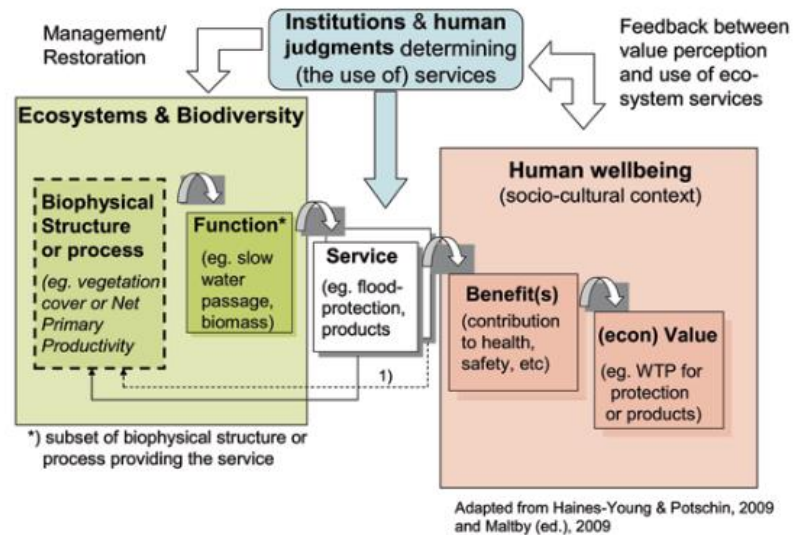 Management/
Restoration
Institutions & human
judgments determining
(the use of) services
Feedback between
value perception
and use of eco-
system services
Ecosystems & Biodiversity
Biophysical
Structure
or process
(eg. vegetation
cover or Net
Primary
Productivity
Function*
(eg. slow
water
passage,
biomass)
Service
(eg. flood-
protection,
products
1)
Human wellbeing
(socio-cultural context)
Benefit(s)
(contribution
to health,
safety, etc)
(econ) Value
(eg. WTP for
protection
or products)
*) subset of biophysical structure or
process providing the service
Adapted from Haines-Young & Potschin, 2009
and Maltby (ed.), 2009